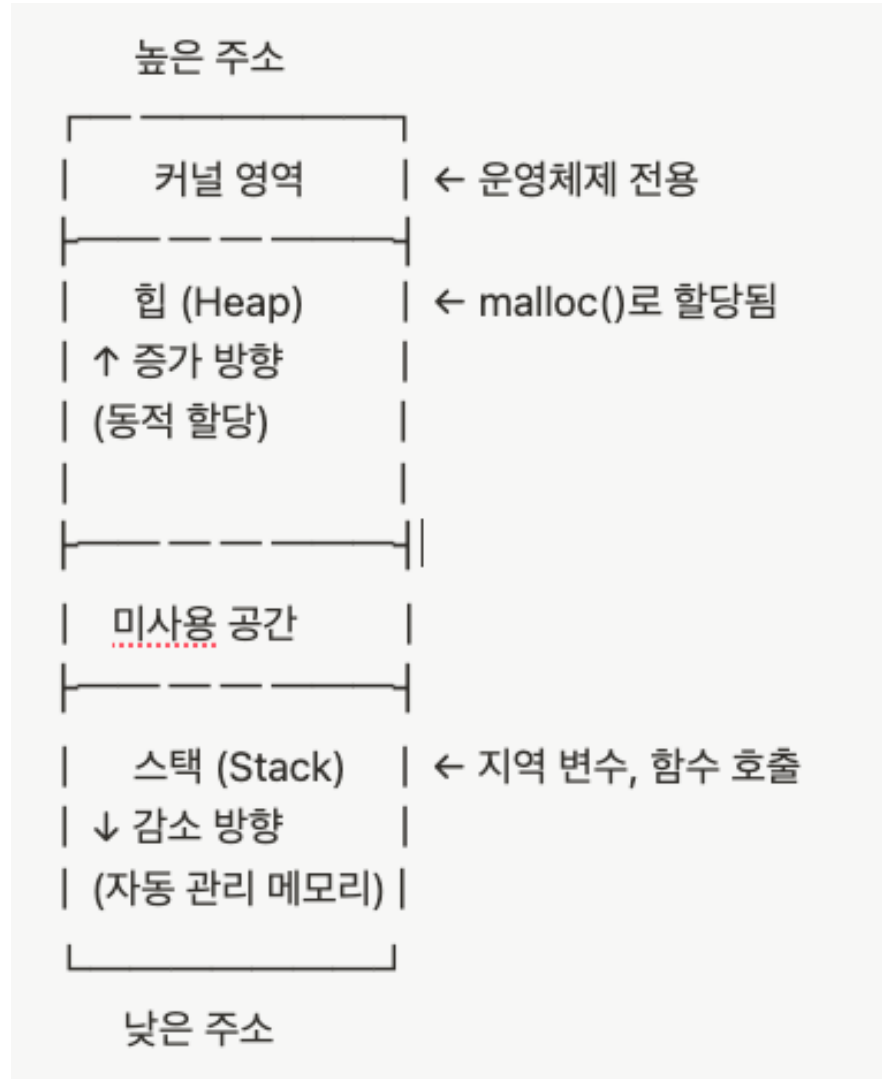 높은 주소
커널 영역 ← 운영체제 전용
힙 (Heap) ← malloc()로 할당됨
↑ 증가 방향
(동적 할당)
미사용 공간
스택 (Stack) ← 지역 변수, 함수 호출
↓ 감소 방향
(자동 관리 메모리)
낮은 주소